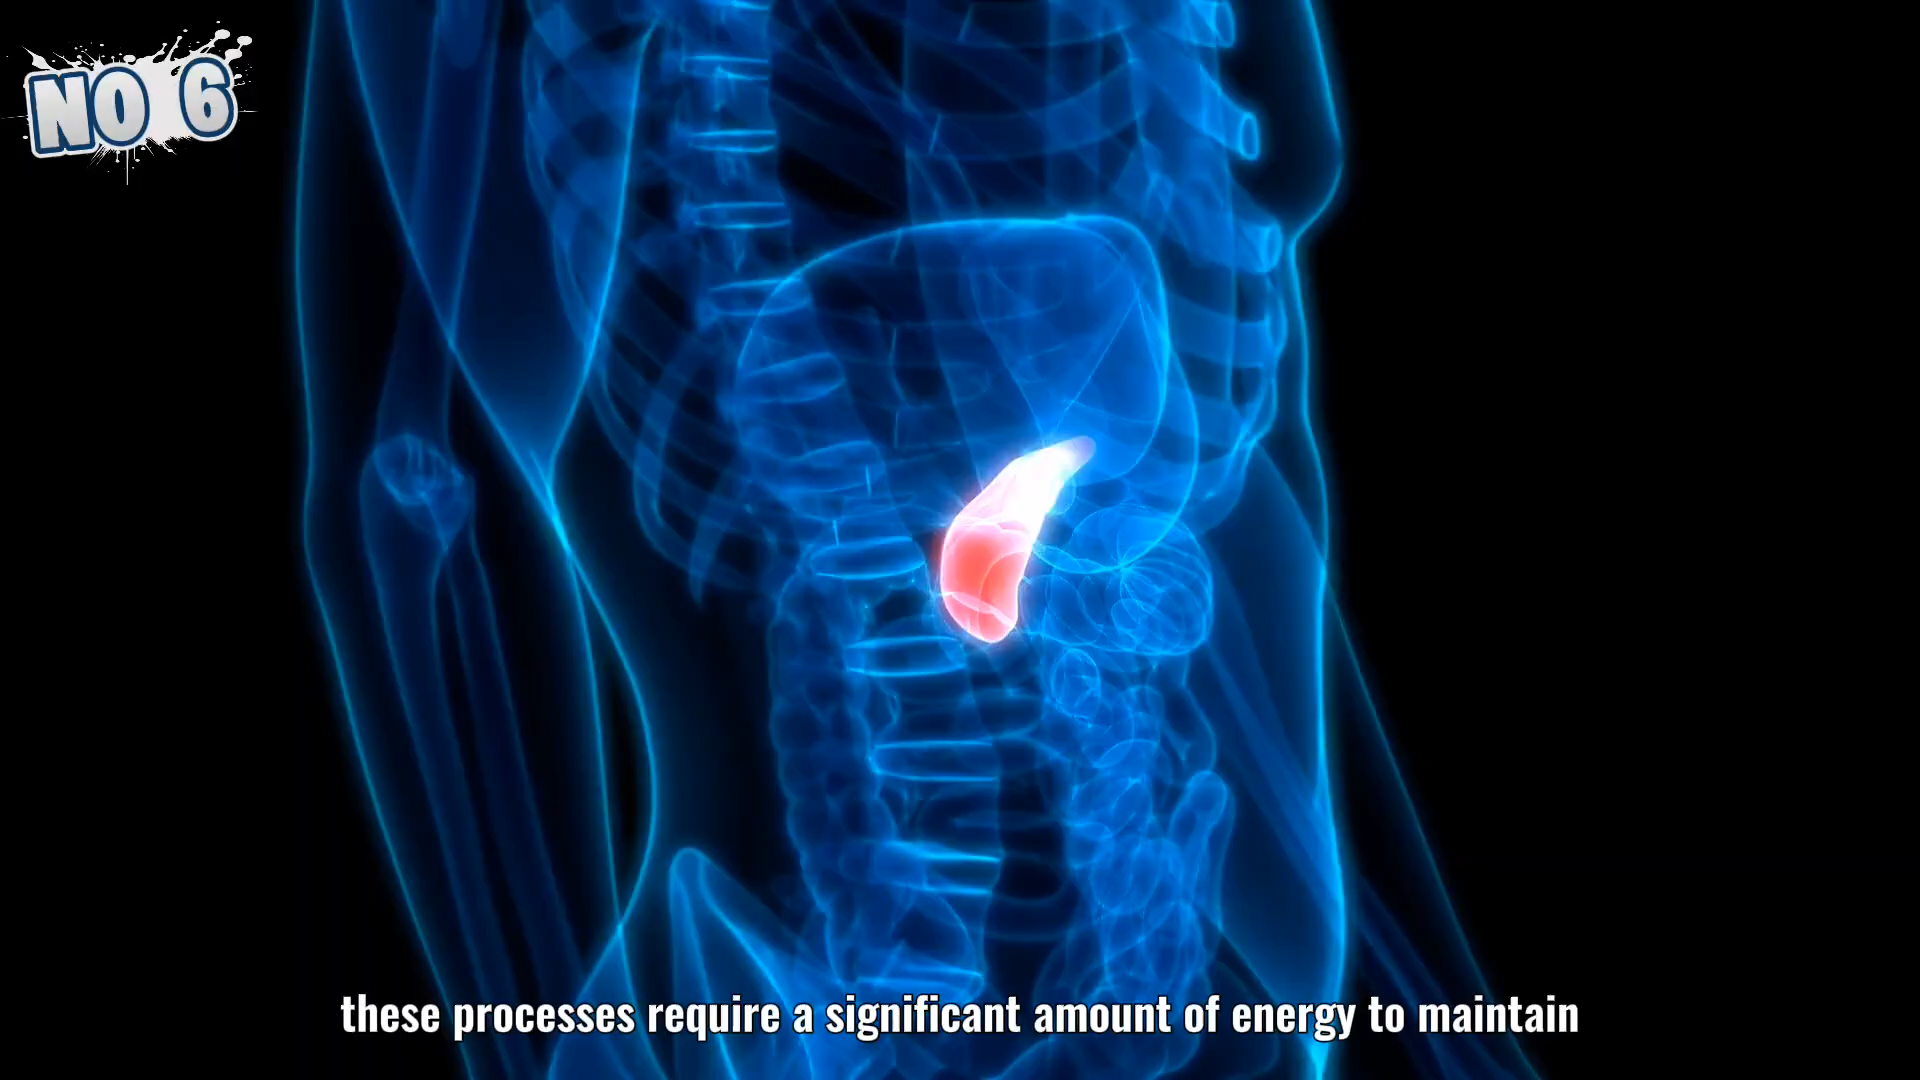 NO 6
these processes require a significant amount of energy to maintain